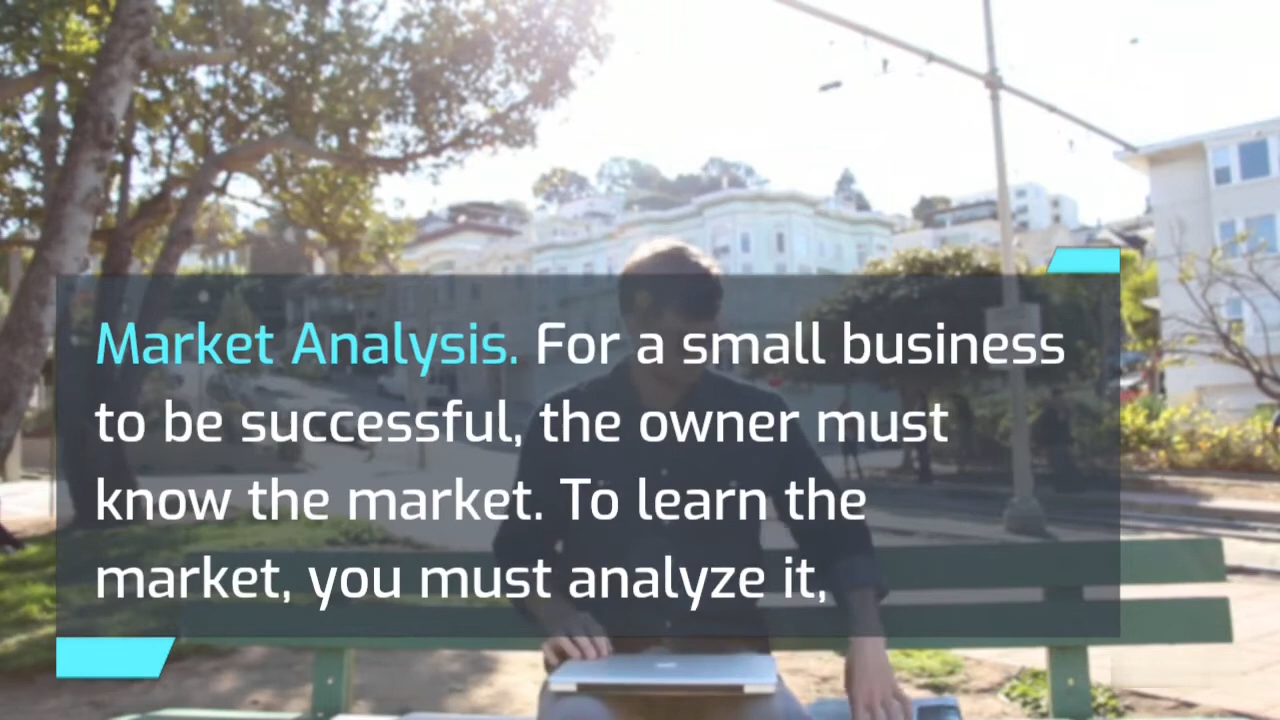 Market Analysis. For a small business
to be successful, the owner must
know the market. To learn the
market, you must analyze it,